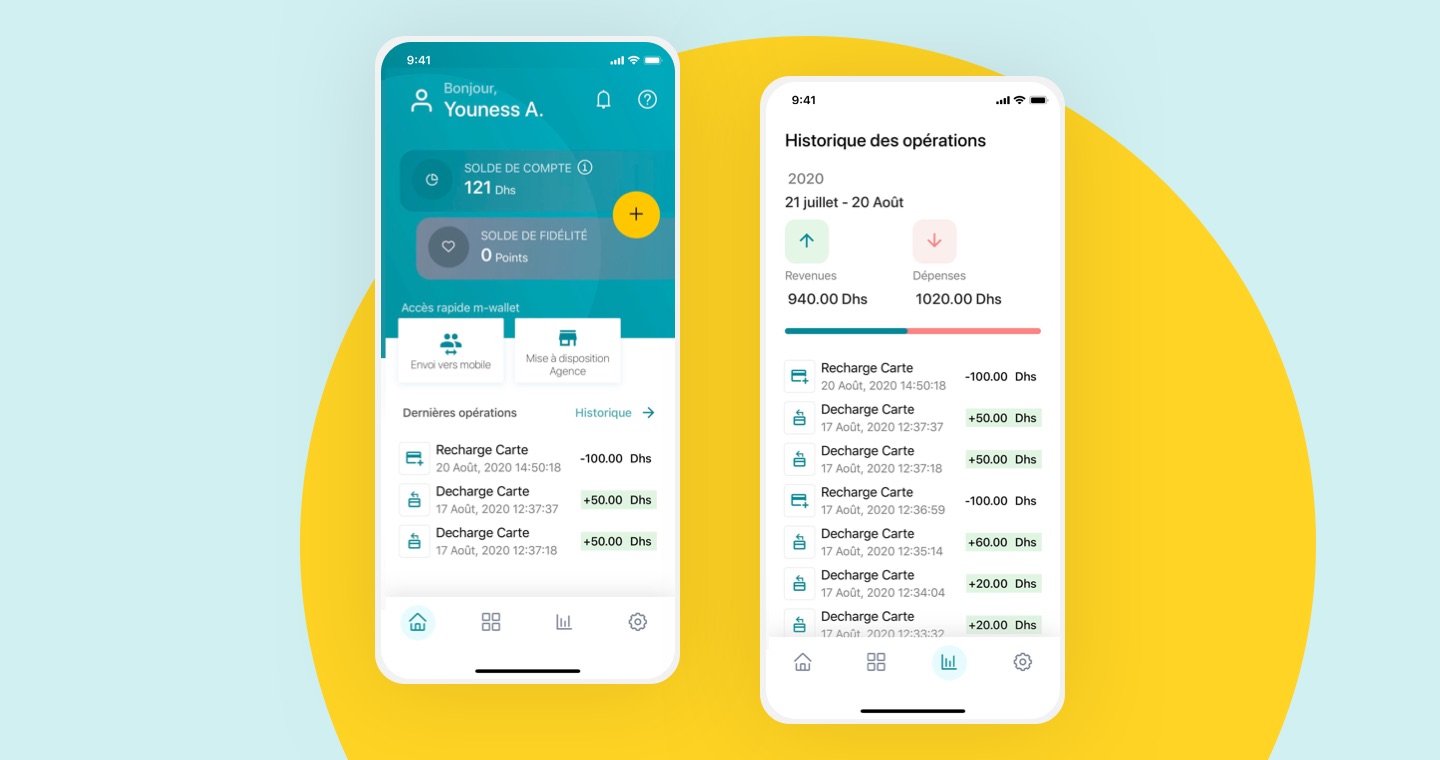 9:41
Bonjour,
Youness A.
SOLDE DE COMPTE
121 Dhs
SOLDE DE FIDÉLITÉ
0 Points
Accès rapide m-wallet
Envoi vers mobile
Mise à disposition
Agence
Dernières opérations Historique
Recharge Carte
20 Août, 2020 14:50:18
-100.00 Dhs
Decharge Carte
17 Août, 2020 12:37:37
+50.00 Dhs
Decharge Carte
17 Août, 2020 12:37:18
+50.00 Dhs
9:41
Historique des opérations
2020
21 juillet - 20 Août
Revenues
940.00 Dhs
Dépenses
1020.00 Dhs
Recharge Carte
20 Août, 2020 14:50:18
-100.00 Dhs
Decharge Carte
17 Août, 2020 12:37:37
+50.00 Dhs
Decharge Carte
17 Août, 2020 12:37:18
+50.00 Dhs
Recharge Carte
17 Août, 2020 12:36:59
-100.00 Dhs
Decharge Carte
17 Août, 2020 12:35:14
+60.00 Dhs
Decharge Carte
17 Août, 2020 12:34:04
+20.00 Dhs
Decharge Carte
17 Août, 2020 12:33:32
+20.00 Dhs